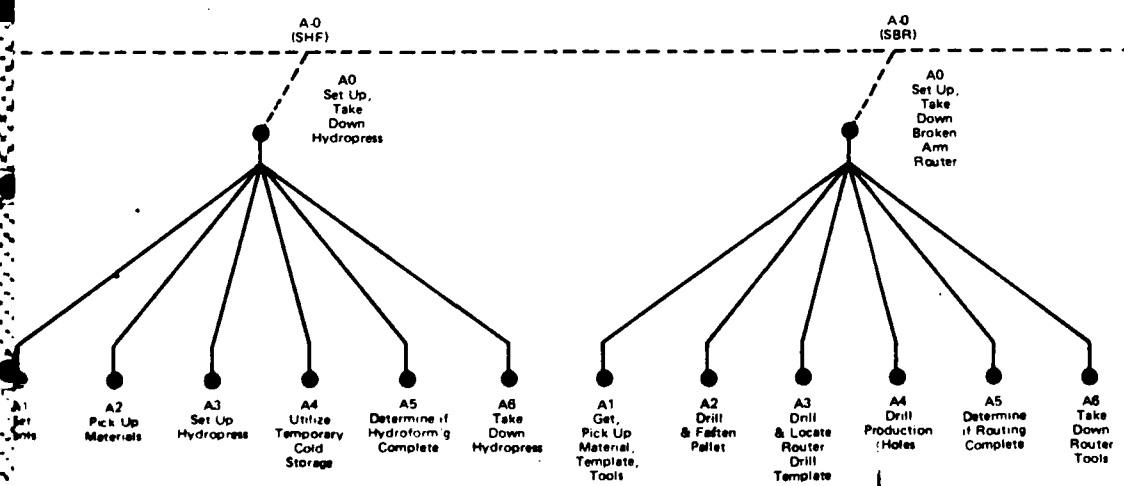 A-0
(SHF)
A-0
(SBR)
A0
Set Up,
Take
Down
Hydropress
A0
Set Up,
Take
Down
Broken
Arm
Router
A1
A2
Pick Up
Materials
A3
Set Up
Hydropress
A4
Utilize
Temporary
Cold
Storage
A5
Determine if
Hydroform'g
Complete
A6
Take
Down
Hydropress
A1
Get,
Pick Up
Material,
Template,
Tools
A2
Drill
& Fasten
Pallet
A3
Drill
& Locate
Router
Drill
Template
A4
Drill
Production
Holes
A5
Determine
if Routing
Complete
A6
Take
Down
Router
Tools